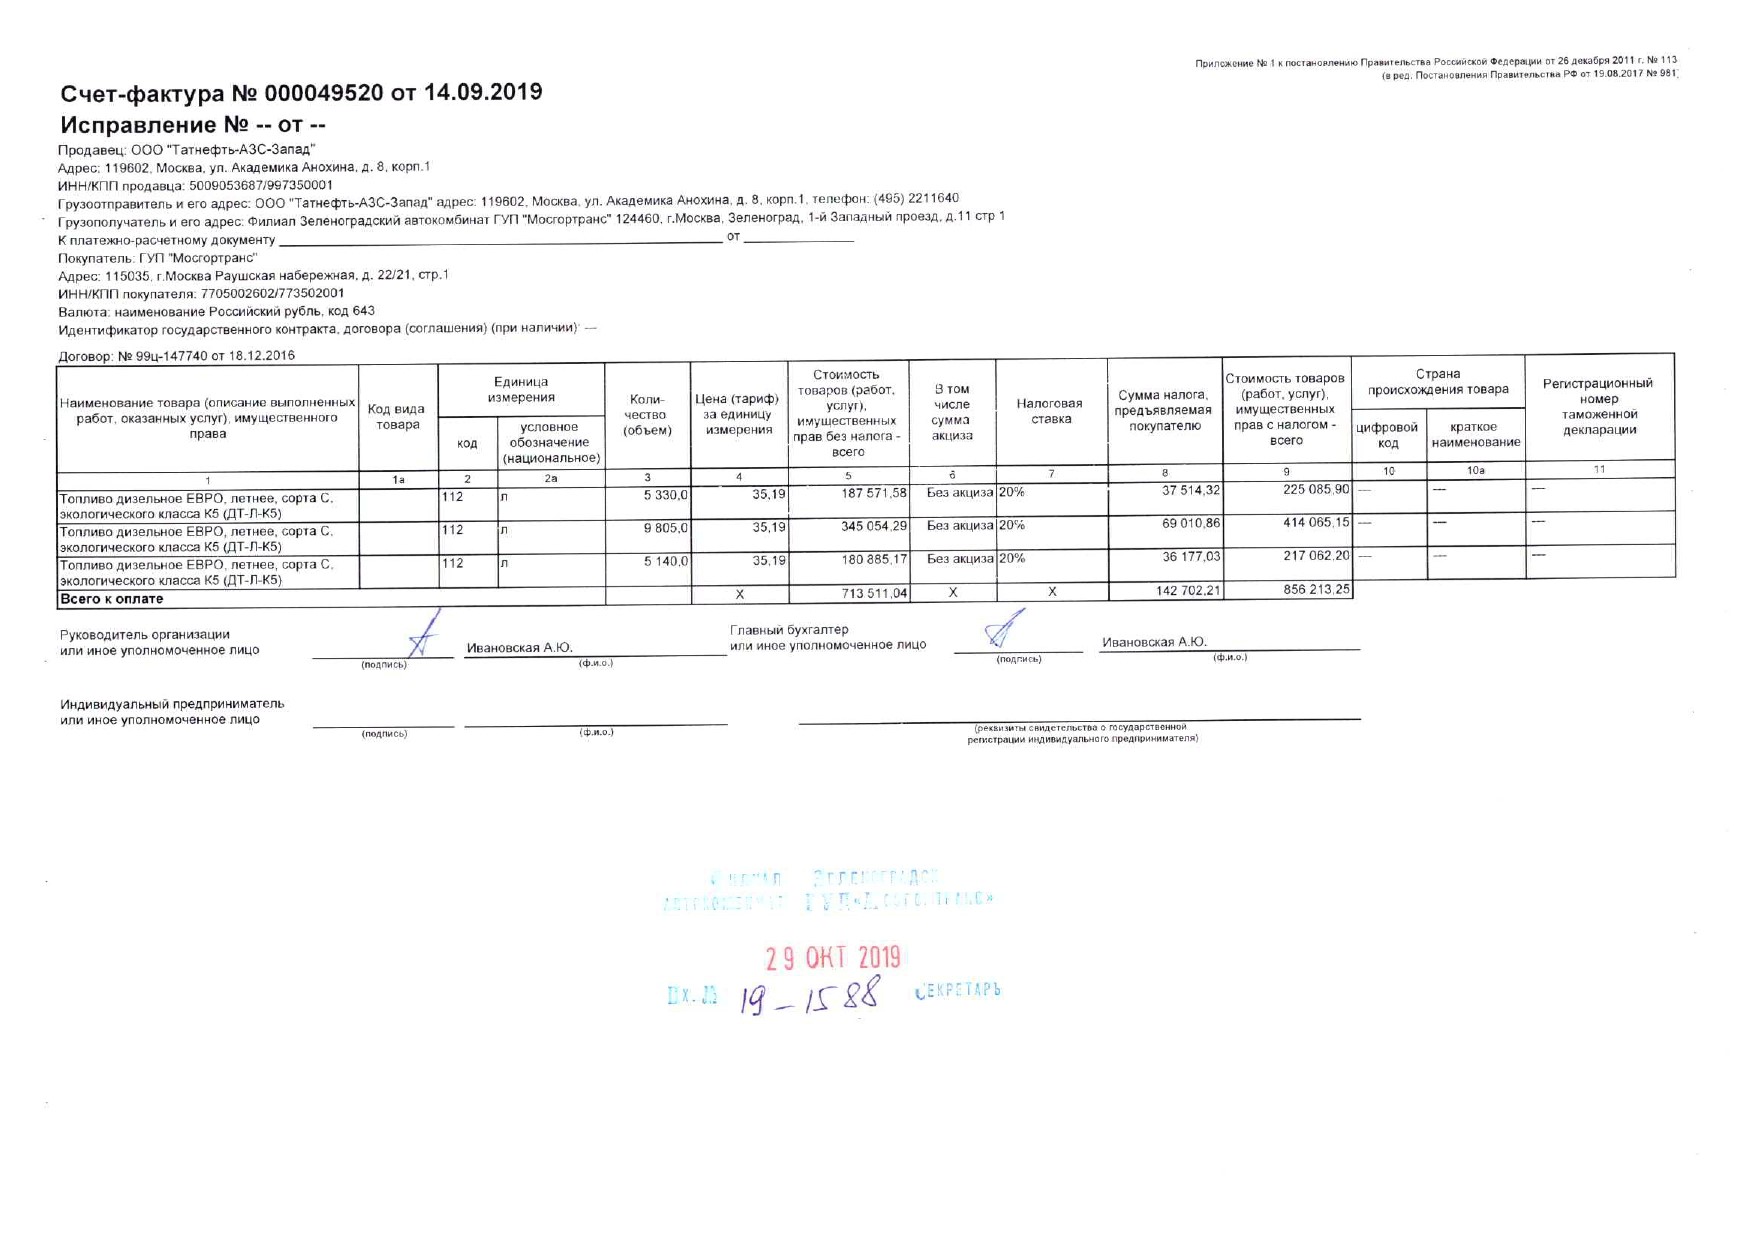 Приложение № 1 к постановлению Правительства Российской Федерации от 26 декабря 2011 г. № 113
(в ред. Постановления Правительства РФ от 19.08.2017 № 981)
Счет-фактура № 000049520 от 14.09.2019
Исправление № -- от --
Продавец: ООО "Татнефть-АЗС-Запад"
Адрес: 119602, Москва, ул. Академика Анохина, д. 8, корп.1
ИНН/КПП продавца: 5009053687/997350001
Грузоотправитель и его адрес: ООО "Татнефть-АЗС-Запад" адрес: 119602, Москва, ул. Академика Анохина, д. 8, корп.1, телефон: (495) 2211640
Грузополучатель и его адрес: Филиал Зеленоградский автокомбинат ГУП "Мосгортранс" 124460, г.Москва, Зеленоград, 1-й Западный проезд, д.11 стр 1
К платежно-расчетному документу ____ от ____
Покупатель: ГУП "Мосгортранс"
Адрес: 115035, г.Москва Раушская набережная, д. 22/21, стр.1
ИНН/КПП покупателя: 7705002602/773502001
Валюта: наименование Российский рубль, код 643
Идентификатор государственного контракта, договора (соглашения) (при наличии): —
Договор: № 99ц-147740 от 18.12.2016
Наименование товара (описание выполненных работ, оказанных услуг), имущественного права | Код вида товара | Единица измерения | код | условное обозначение (национальное) | Коли-чество (объем) | Цена (тариф) за единицу измерения | Стоимость товаров (работ, услуг), имущественных прав без налога - всего | В том числе сумма акциза | Налоговая ставка | Сумма налога, предъявляемая покупателю | Стоимость товаров (работ, услуг), имущественных прав с налогом - всего | Страна происхождения товара | цифровой код | краткое наименование | Регистрационный номер таможенной декларации
1 1а 2 2а 3 4 5 6 7 8 9 10 10а 11
Топливо дизельное ЕВРО, летнее, сорта С, экологического класса К5 (ДТ-Л-К5) 112 л 5 330,0 35,19 187 571,58 Без акциза 20% 37 514,32 225 085,90 — — —
Топливо дизельное ЕВРО, летнее, сорта С, экологического класса К5 (ДТ-Л-К5) 112 л 9 805,0 35,19 345 054,29 Без акциза 20% 69 010,86 414 065,15 — — —
Топливо дизельное ЕВРО, летнее, сорта С, экологического класса К5 (ДТ-Л-К5) 112 л 5 140,0 35,19 180 885,17 Без акциза 20% 36 177,03 217 062,20 — — —
Всего к оплате X 713 511,04 X X 142 702,21 856 213,25
Руководитель организации
или иное уполномоченное лицо Ивановская А.Ю.
(подпись) (ф.и.о.)
Главный бухгалтер
или иное уполномоченное лицо Ивановская А.Ю.
(подпись) (ф.и.о.)
Индивидуальный предприниматель
или иное уполномоченное лицо
(подпись) (ф.и.о.)
(реквизиты свидетельства о государственной
регистрации индивидуального предпринимателя)
29 ОКТ 2019
19-1588 СЕКРЕТАРЬ